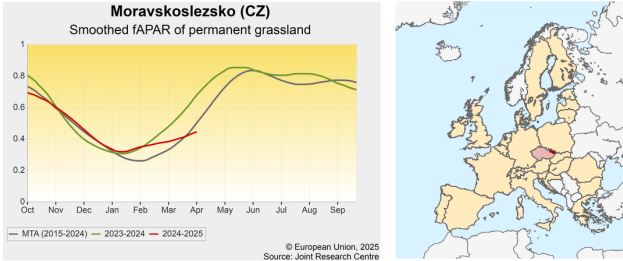 Moravskoslezsko (CZ)
Smoothed fAPAR of permanent grassland
1
0.8
0.6
0.4
0.2
0
Oct Nov Dec Jan Feb Mar Apr May Jun Jul Aug Sep
MTA (2015-2024) 2023-2024 2024-2025
© European Union, 2025
Source: Joint Research Centre